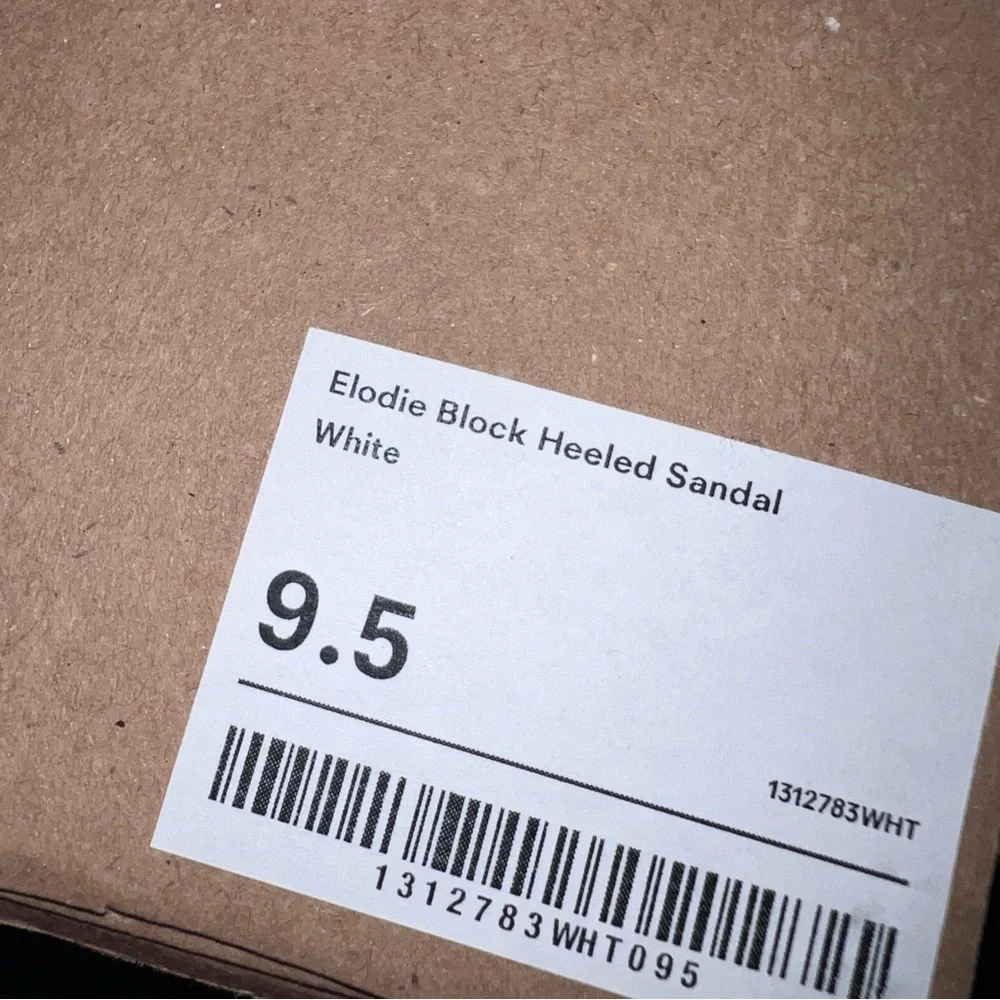 Elodie Block Heeled Sandal
White
9.5
1312783WHT
1312783WHT095